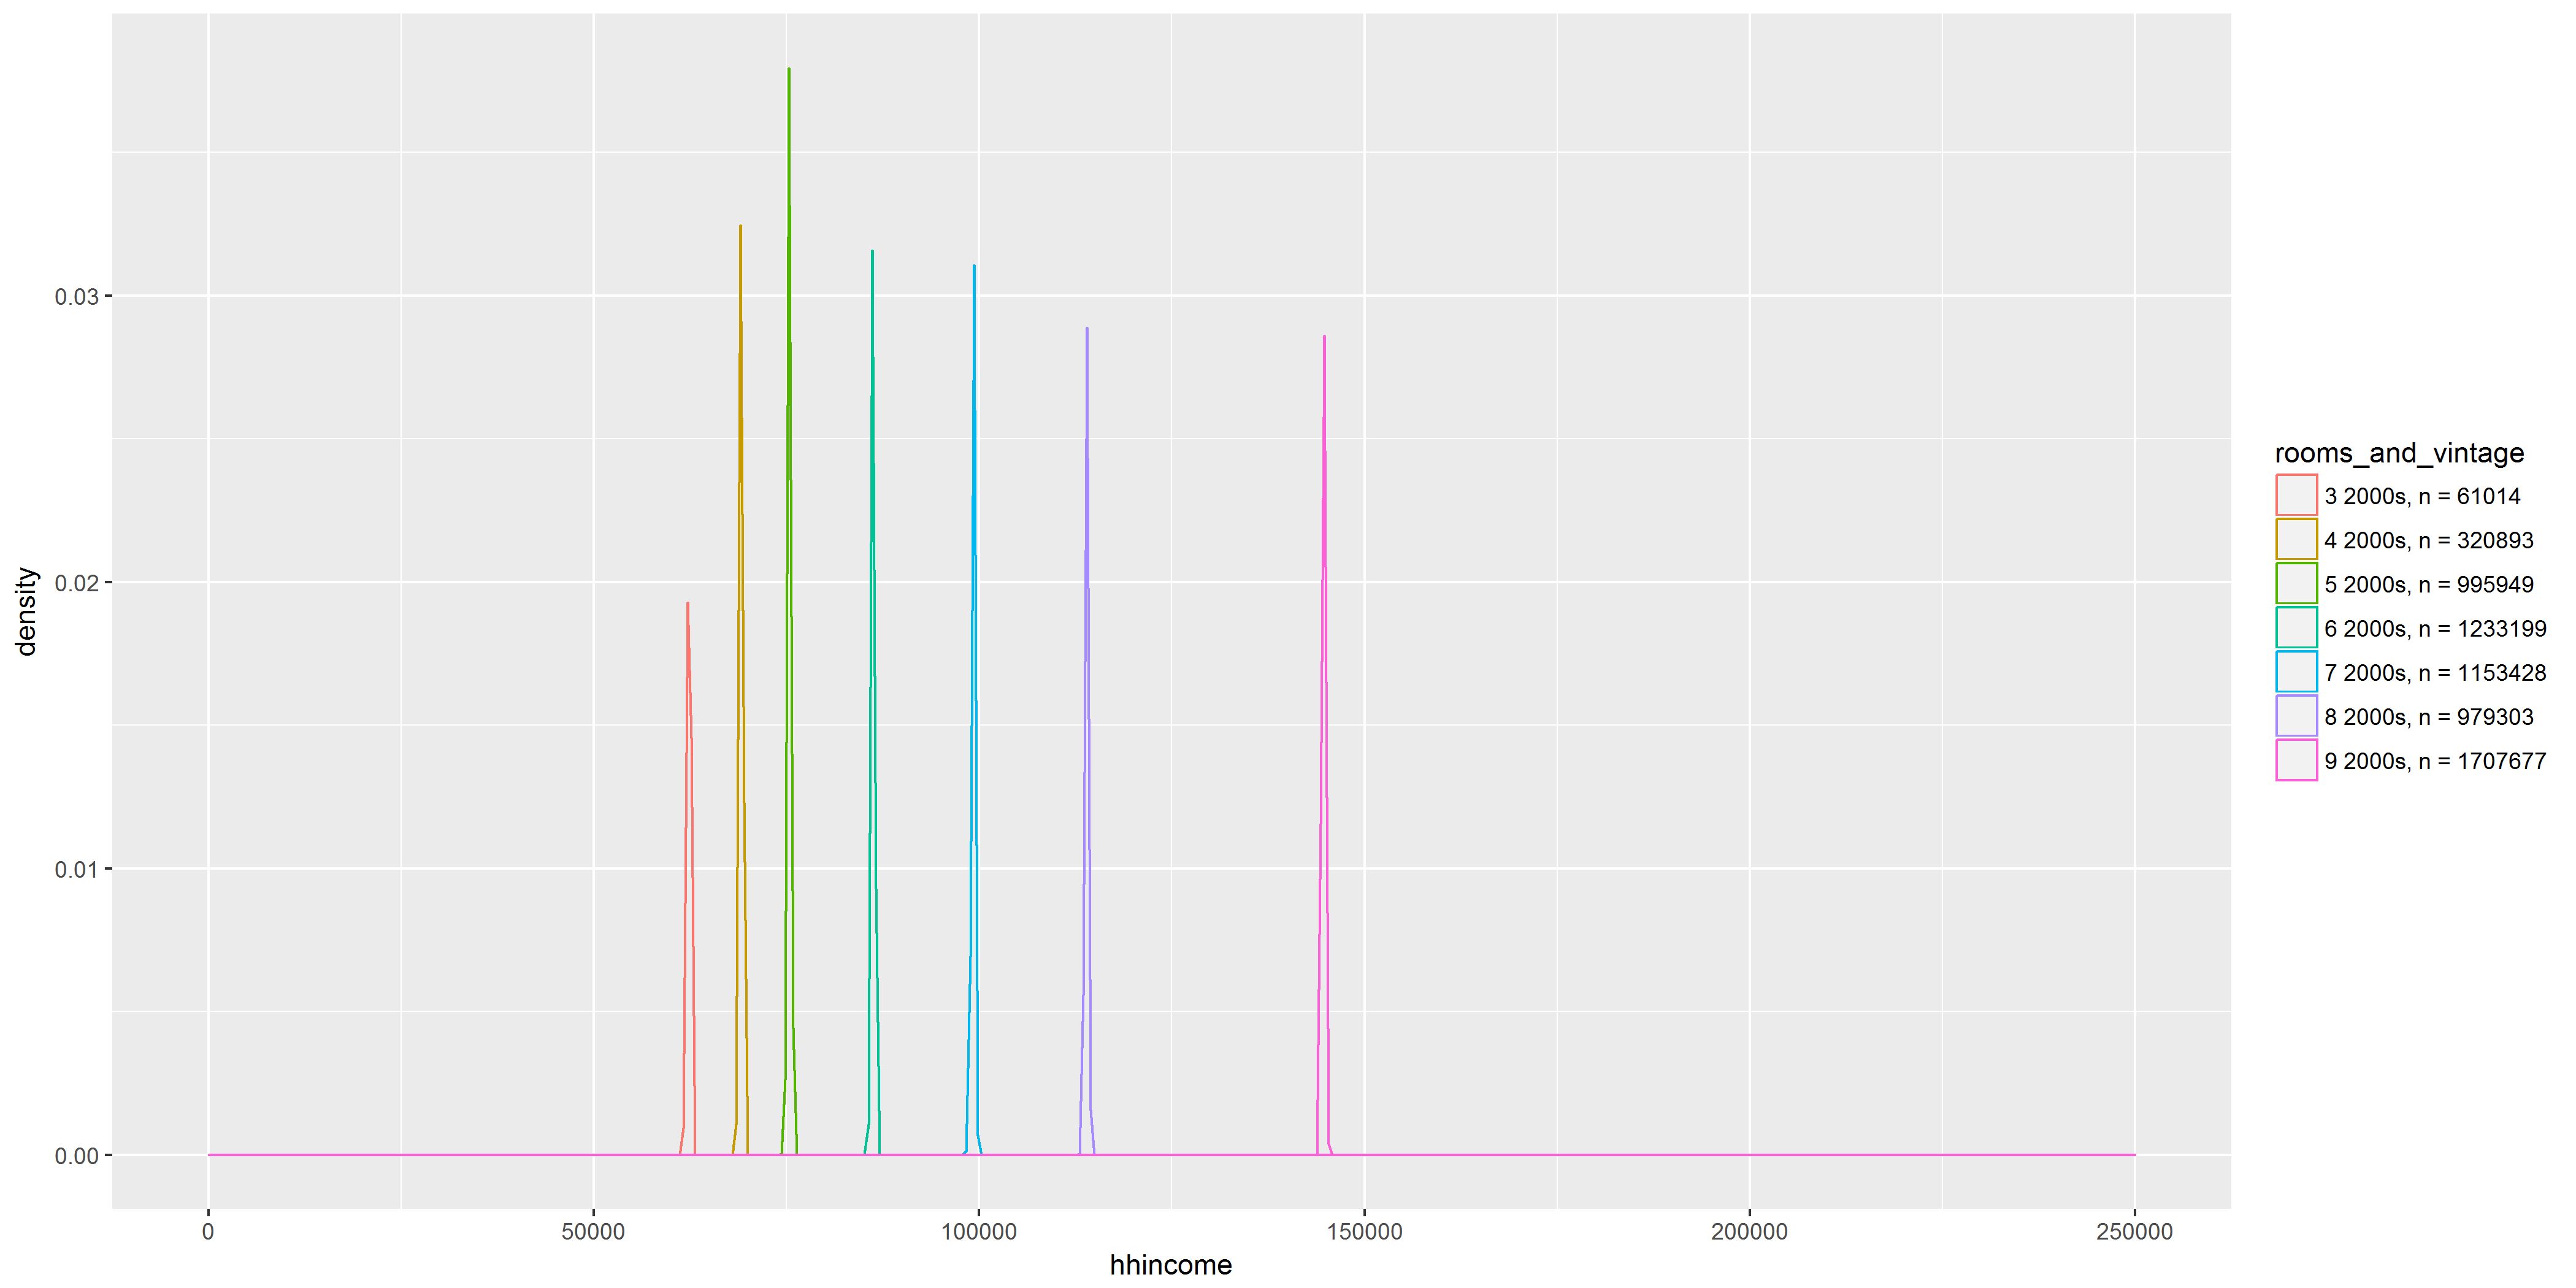 density
0.03
0.02
0.01
0.00
0
50000
100000
150000
200000
250000
hhincome
rooms_and_vintage
3 2000s, n = 61014
4 2000s, n = 320893
5 2000s, n = 995949
6 2000s, n = 1233199
7 2000s, n = 1153428
8 2000s, n = 979303
9 2000s, n = 1707677